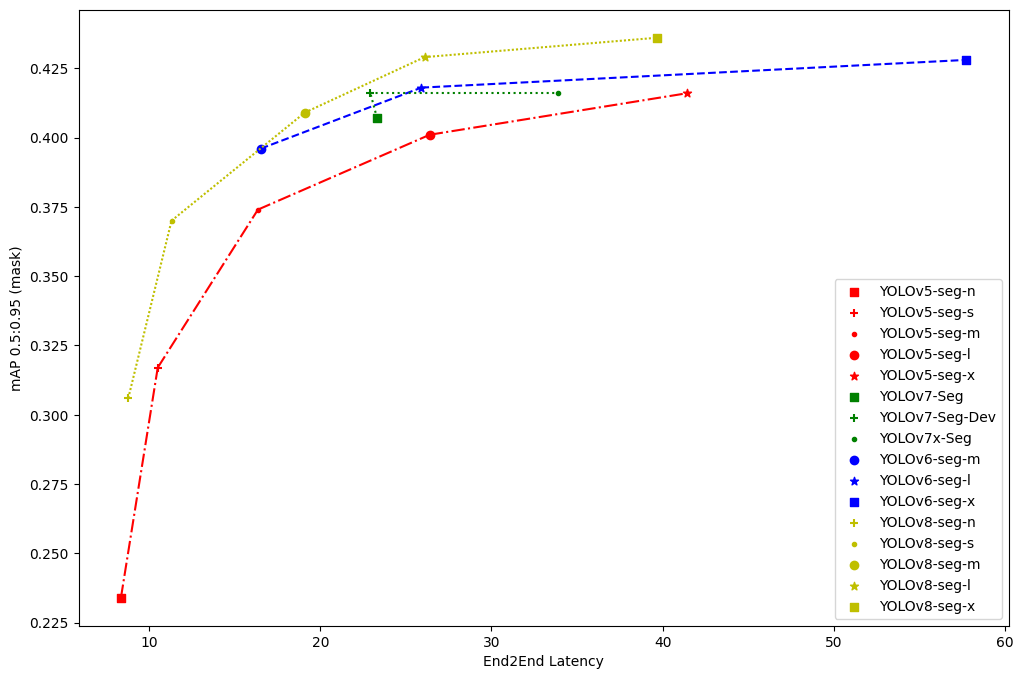 0.425
0.400
0.375
0.350
0.325
0.300
0.275
0.250
0.225
mAP 0.5:0.95 (mask)
10
20
30
40
50
60
End2End Latency
YOLOv5-seg-n
YOLOv5-seg-s
YOLOv5-seg-m
YOLOv5-seg-l
YOLOv5-seg-x
YOLOv7-Seg
YOLOv7-Seg-Dev
YOLOv7x-Seg
YOLOv6-seg-m
YOLOv6-seg-l
YOLOv6-seg-x
YOLOv8-seg-n
YOLOv8-seg-s
YOLOv8-seg-m
YOLOv8-seg-l
YOLOv8-seg-x